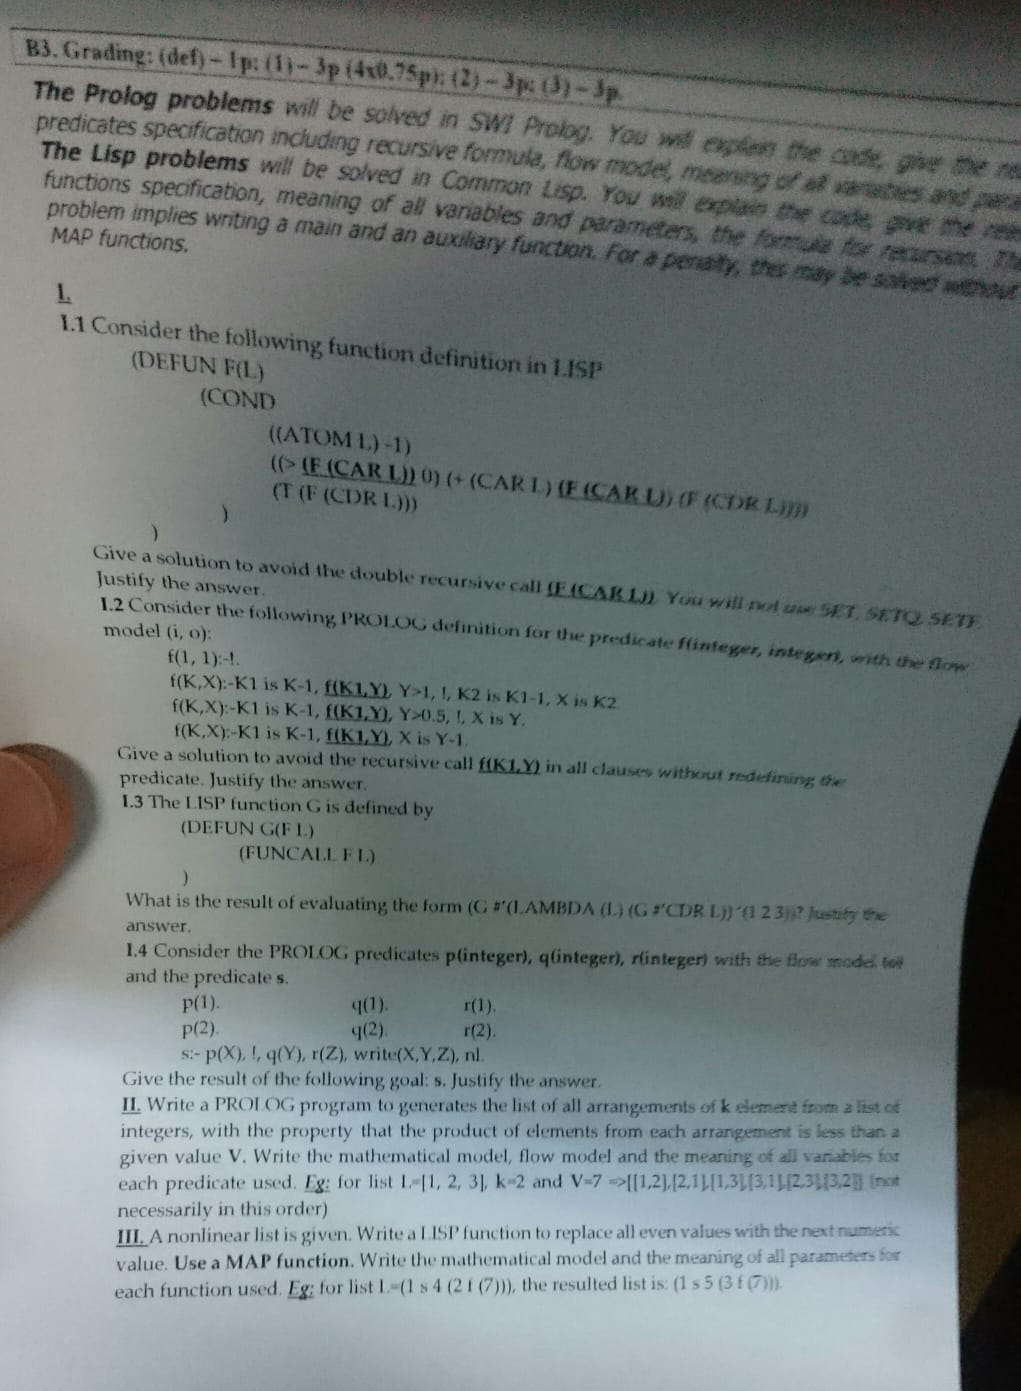 B3. Grading: (def) – 1p; (1) – 3p (4x0.75p); (2) – 3p; (3) – 3p.
The Prolog problems will be solved in SWI Prolog. You will explain the code, give the
predicates specification including recursive formula, flow model, meaning of all variables and
The Lisp problems will be solved in Common Lisp. You will explain the code, give the
functions specification, meaning of all variables and parameters, the formula for recursion.
problem implies writing a main and an auxiliary function. For a penalty, this may be solved without
MAP functions.
I.
1.1 Consider the following function definition in LISP
(DEFUN F(L)
(COND
((ATOM L) -1)
((> (F (CAR L)) 0) (+ (CAR L) (F (CAR L)) (F (CDR L))))
(T (F (CDR L)))
)
)
Give a solution to avoid the double recursive call (F (CAR L)). You will not use SET, SETQ, SETF.
Justify the answer.
1.2 Consider the following PROLOG definition for the predicate f(integer, integer), with the flow
model (i, o):
f(1, 1):-!.
f(K,X):-K1 is K-1, f(K1,Y), Y>1, !, K2 is K1-1, X is K2.
f(K,X):-K1 is K-1, f(K1,Y), Y>0.5, !, X is Y.
f(K,X):-K1 is K-1, f(K1,Y), X is Y-1.
Give a solution to avoid the recursive call f(K1,Y) in all clauses without redefining the
predicate. Justify the answer.
1.3 The LISP function G is defined by
(DEFUN G(F L)
(FUNCALL F L)
)
What is the result of evaluating the form (G #'(LAMBDA (L) (G #'CDR L)) '(1 2 3))? Justify the
answer.
1.4 Consider the PROLOG predicates p(integer), q(integer), r(integer) with the flow model (o)
and the predicate s.
p(1). q(1). r(1).
p(2). q(2). r(2).
s:- p(X), !, q(Y), r(Z), write(X,Y,Z), nl.
Give the result of the following goal: s. Justify the answer.
II. Write a PROLOG program to generates the list of all arrangements of k element from a list of
integers, with the property that the product of elements from each arrangement is less than a
given value V. Write the mathematical model, flow model and the meaning of all variables for
each predicate used. Eg: for list L=[1, 2, 3], k=2 and V=7 =>[[1,2],[2,1],[1,3],[3,1],[2,3],[3,2]] (not
necessarily in this order)
III. A nonlinear list is given. Write a LISP function to replace all even values with the next numeric
value. Use a MAP function. Write the mathematical model and the meaning of all parameters for
each function used. Eg: for list L=(1 s 4 (2 f (7))), the resulted list is: (1 s 5 (3 f (7))).